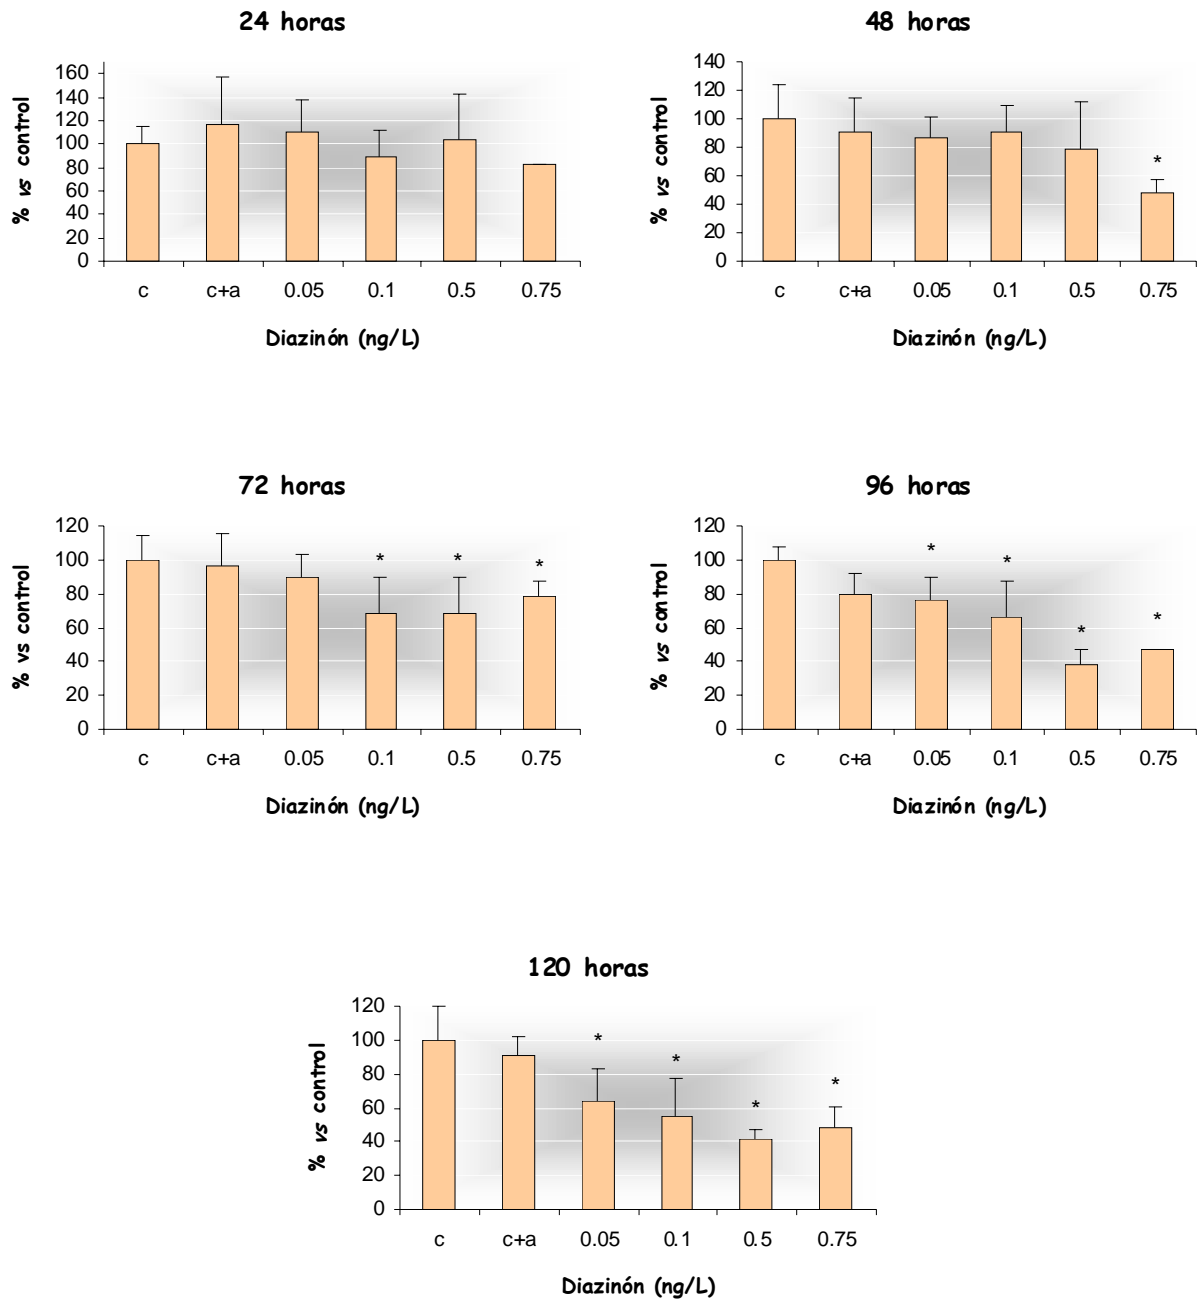 24 horas
% vs control
160
140
120
100
80
60
40
20
0
c c+a 0.05 0.1 0.5 0.75
Diazinón (ng/L)
48 horas
% vs control
140
120
100
80
60
40
20
0
*
c c+a 0.05 0.1 0.5 0.75
Diazinón (ng/L)
72 horas
% vs control
120
100
80
60
40
20
0
* * *
c c+a 0.05 0.1 0.5 0.75
Diazinón (ng/L)
96 horas
% vs control
120
100
80
60
40
20
0
* * * *
c c+a 0.05 0.1 0.5 0.75
Diazinón (ng/L)
120 horas
% vs control
120
100
80
60
40
20
0
* * * *
c c+a 0.05 0.1 0.5 0.75
Diazinón (ng/L)